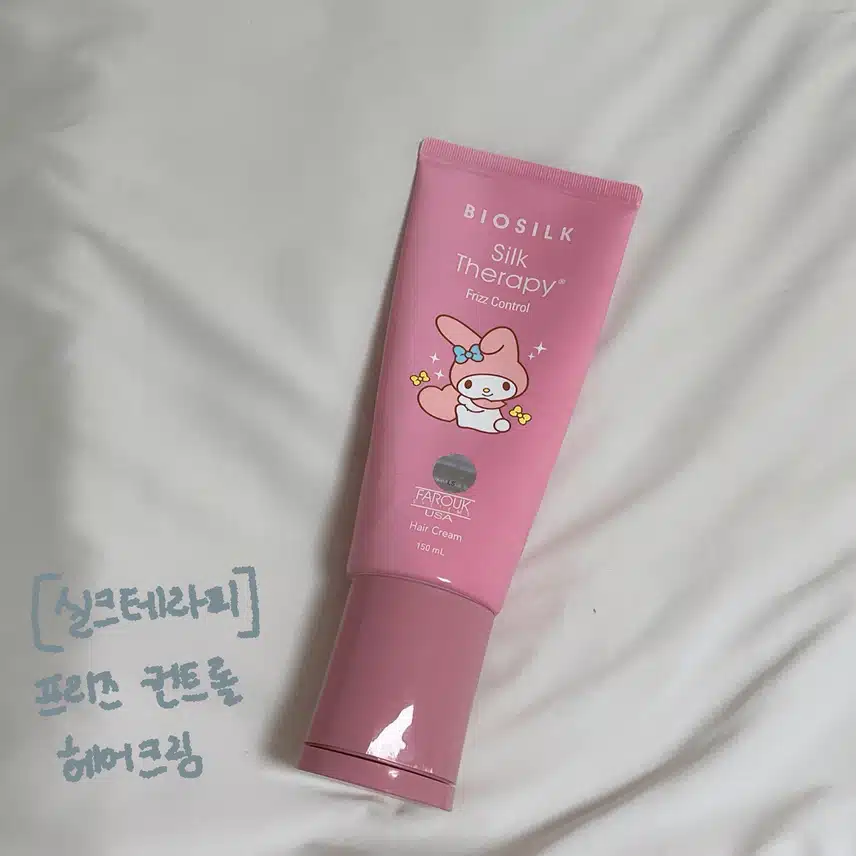 BIOSILK
Silk
Therapy®
Frizz Control
FAROUK
USA
Hair Cream
150 mL
[실크테라피]
프리즈 컨트롤
헤어크림